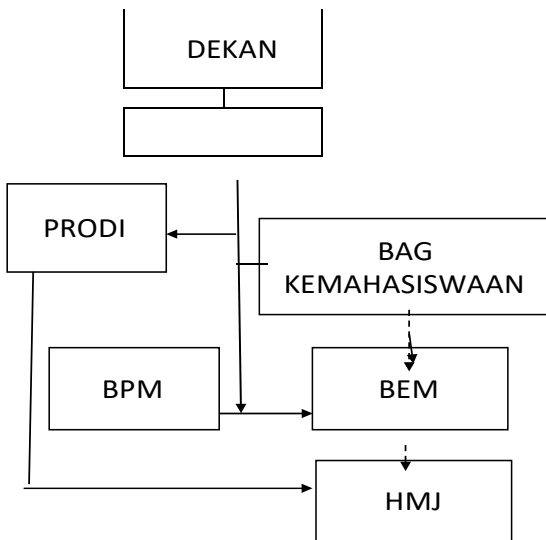 DEKAN
PRODI
BAG
KEMAHASISWAAN
BPM
BEM
HMJ